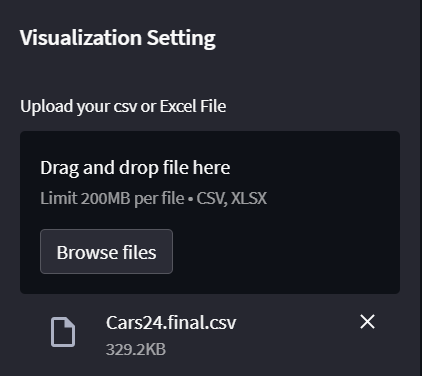 Visualization Setting
Upload your csv or Excel File
Drag and drop file here
Limit 200MB per file • CSV, XLSX
Browse files
Cars24.final.csv
329.2KB